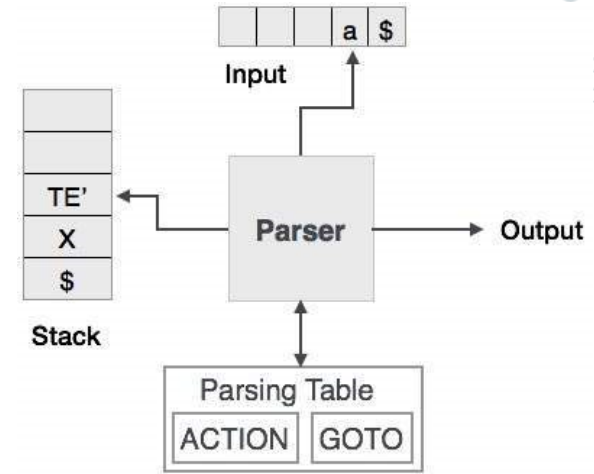 a $
Input
TE’
X
$
Stack
Parser
Output
Parsing Table
ACTION GOTO